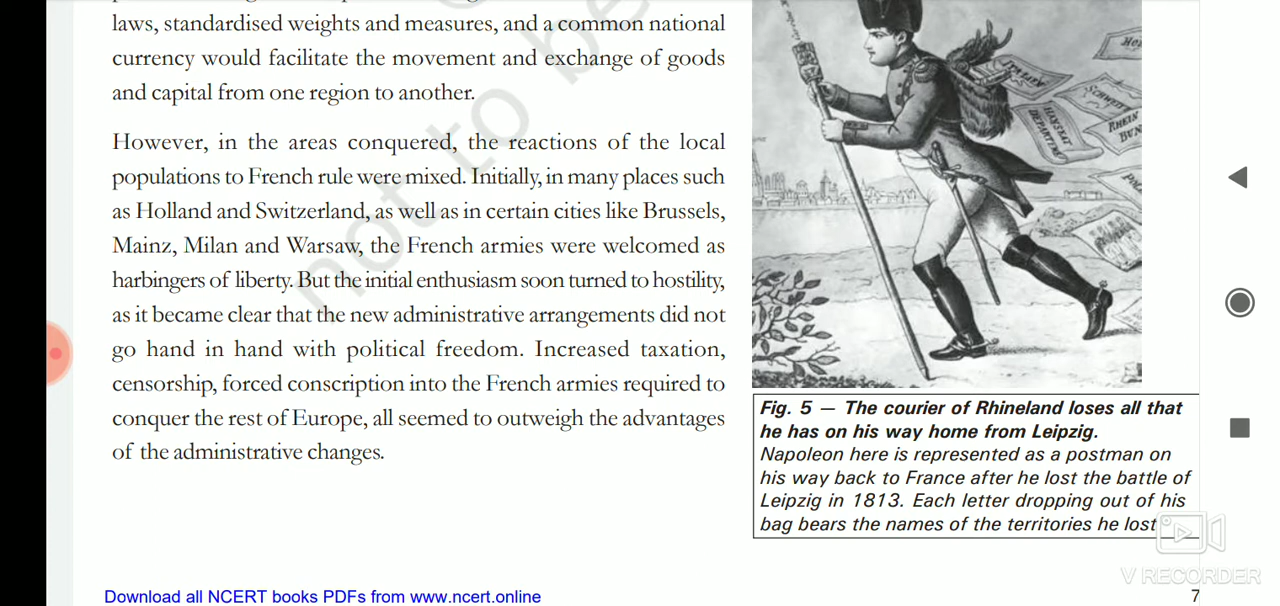 laws, standardised weights and measures, and a common national
currency would facilitate the movement and exchange of goods
and capital from one region to another.
However, in the areas conquered, the reactions of the local
populations to French rule were mixed. Initially, in many places such
as Holland and Switzerland, as well as in certain cities like Brussels,
Mainz, Milan and Warsaw, the French armies were welcomed as
harbingers of liberty. But the initial enthusiasm soon turned to hostility,
as it became clear that the new administrative arrangements did not
go hand in hand with political freedom. Increased taxation,
censorship, forced conscription into the French armies required to
conquer the rest of Europe, all seemed to outweigh the advantages
of the administrative changes.
not to be
ITALIEN
SCHWEIZ
HANSEAT
DEPARTEM
RHEIN
BUN
Fig. 5 — The courier of Rhineland loses all that
he has on his way home from Leipzig.
Napoleon here is represented as a postman on
his way back to France after he lost the battle of
Leipzig in 1813. Each letter dropping out of his
bag bears the names of the territories he lost
V RECORDER
Download all NCERT books PDFs from www.ncert.online
7